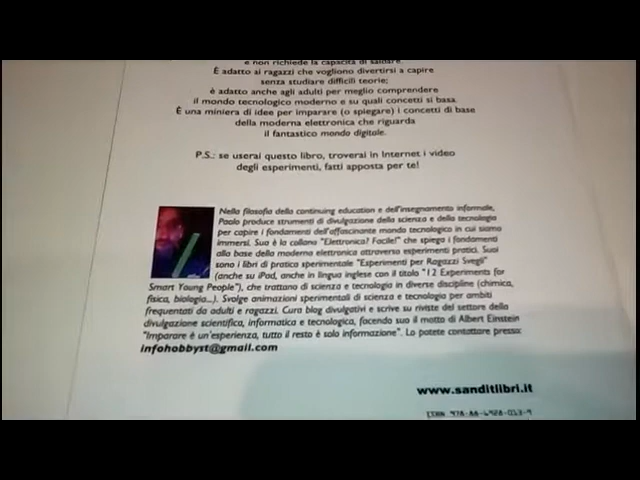 e non richiede la capacità di saldare.
È adatto ai ragazzi che vogliono divertirsi a capire
senza studiare difficili teorie;
è adatto anche agli adulti per meglio comprendere
il mondo tecnologico moderno e su quali concetti si basa.
È una miniera di idee per imparare (o spiegare) i concetti di base
della moderna elettronica che riguarda
il fantastico mondo digitale.
P.S.: se userai questo libro, troverai in Internet i video
degli esperimenti, fatti apposta per te!
Nella filosofia della continuing education e dell'insegnamento informale,
Paolo produce strumenti di divulgazione della scienza e della tecnologia
per capire i fondamenti dell'affascinante mondo tecnologico in cui siamo
immersi. Sua è la collana "Elettronica? Facile!" che spiega i fondamenti
alla base della moderna elettronica attraverso esperimenti pratici. Suoi
sono i libri di pratica sperimentale "Esperimenti per Ragazzi Svegli"
(anche su iPad, anche in lingua inglese con il titolo "12 Experiments for
Smart Young People"), che trattano di scienza e tecnologia in diverse discipline (chimica,
fisica, biologia...). Svolge animazioni sperimentali di scienza e tecnologia per ambiti
frequentati da adulti e ragazzi. Cura blog divulgativi e scrive su riviste del settore della
divulgazione scientifica, informatica e tecnologica, facendo suo il motto di Albert Einstein
"Imparare è un'esperienza, tutto il resto è solo informazione". Lo potete contattare presso:
infohobbyst@gmail.com
www.sanditlibri.it
ISBN 978-88-6928-013-9